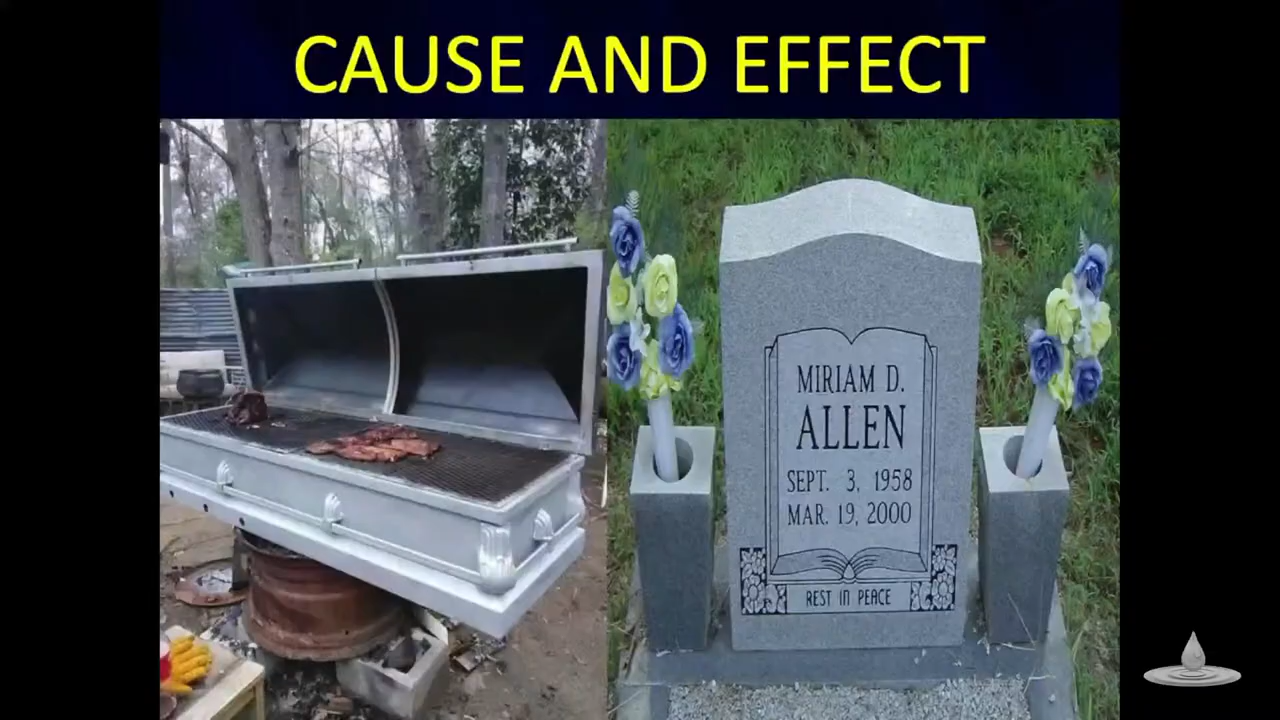 CAUSE AND EFFECT
MIRIAM D.
ALLEN
SEPT. 3, 1958
MAR. 19, 2000
REST IN PEACE